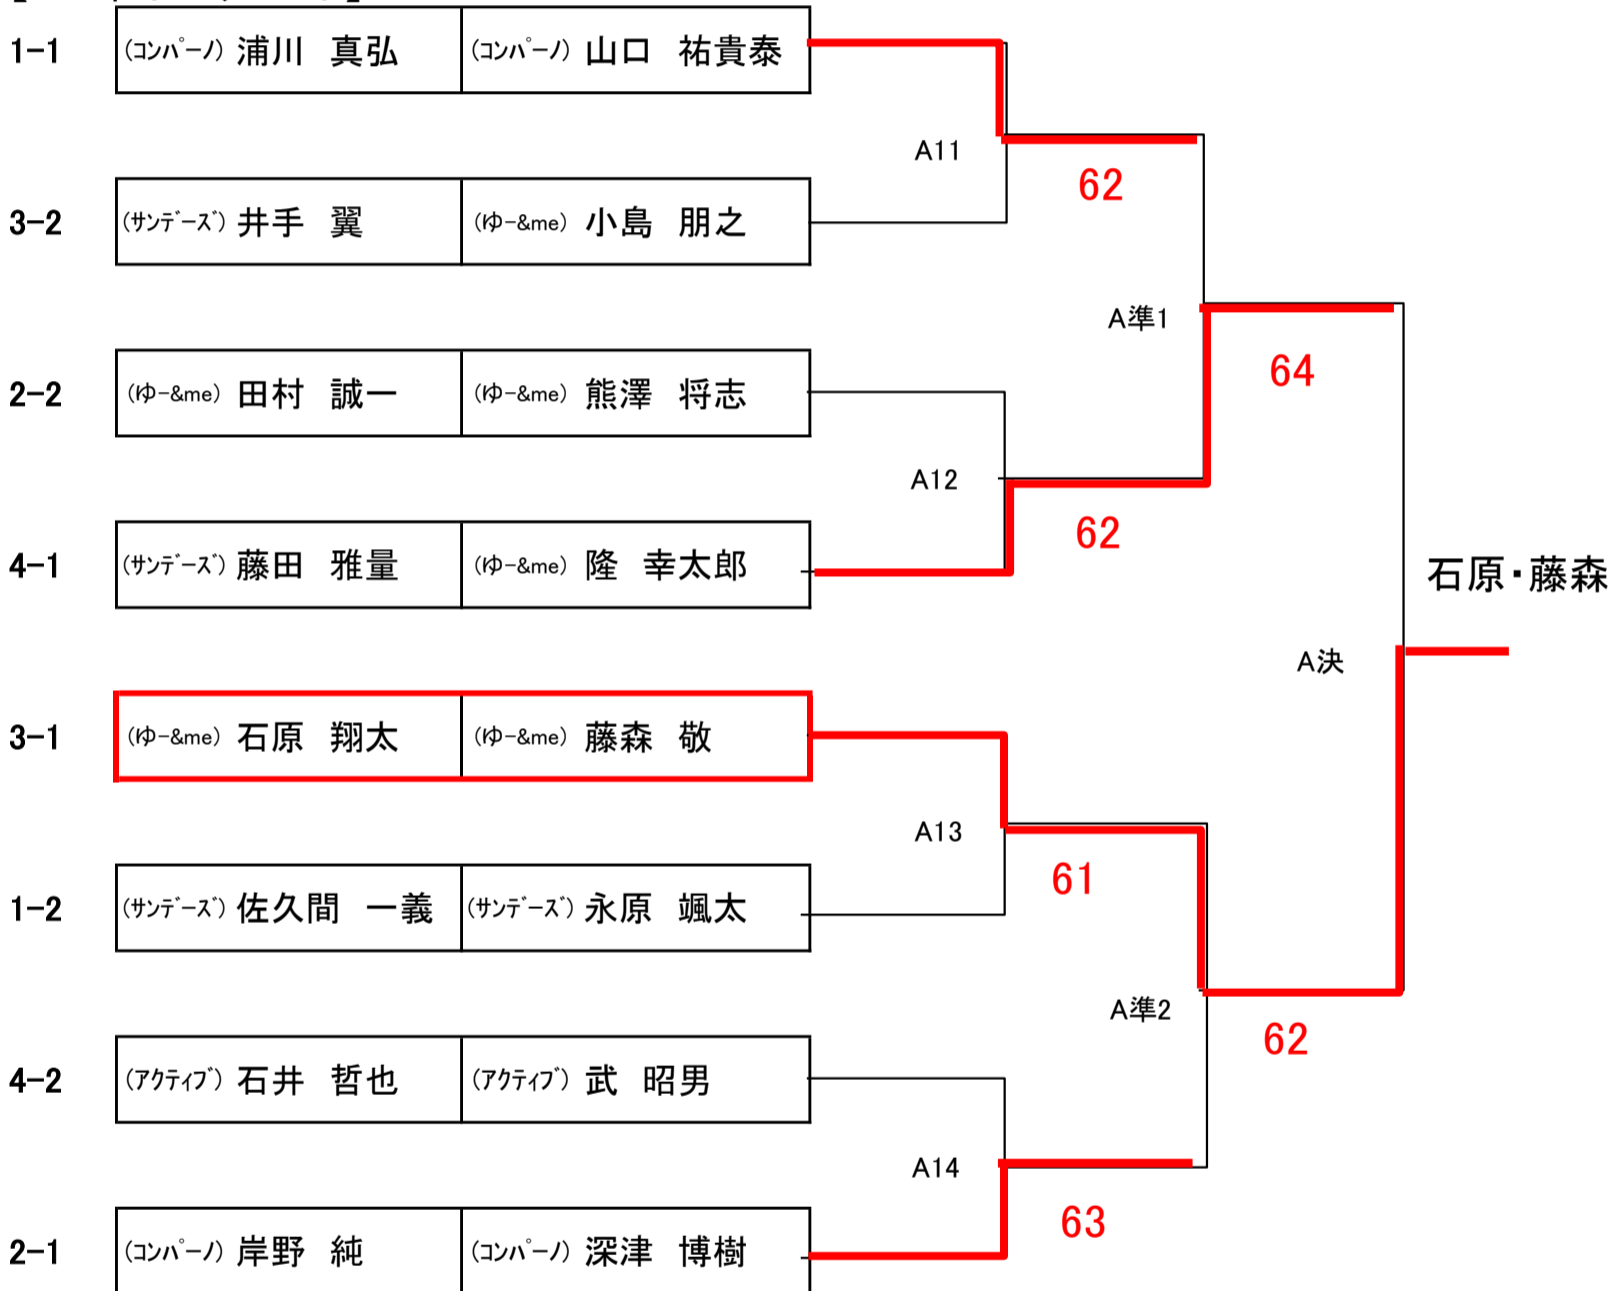 1-1 (コンパーノ) 浦川 真弘 (コンパーノ) 山口 祐貴泰
A11
62
3-2 (サンデーズ) 井手 翼 (ゆー&me) 小島 朋之
A準1
64
2-2 (ゆー&me) 田村 誠一 (ゆー&me) 熊澤 将志
A12
62
4-1 (サンデーズ) 藤田 雅量 (ゆー&me) 隆 幸太郎
石原・藤森
A決
3-1 (ゆー&me) 石原 翔太 (ゆー&me) 藤森 敬
A13
61
1-2 (サンデーズ) 佐久間 一義 (サンデーズ) 永原 颯太
A準2
62
4-2 (アクティブ) 石井 哲也 (アクティブ) 武 昭男
A14
63
2-1 (コンパーノ) 岸野 純 (コンパーノ) 深津 博樹